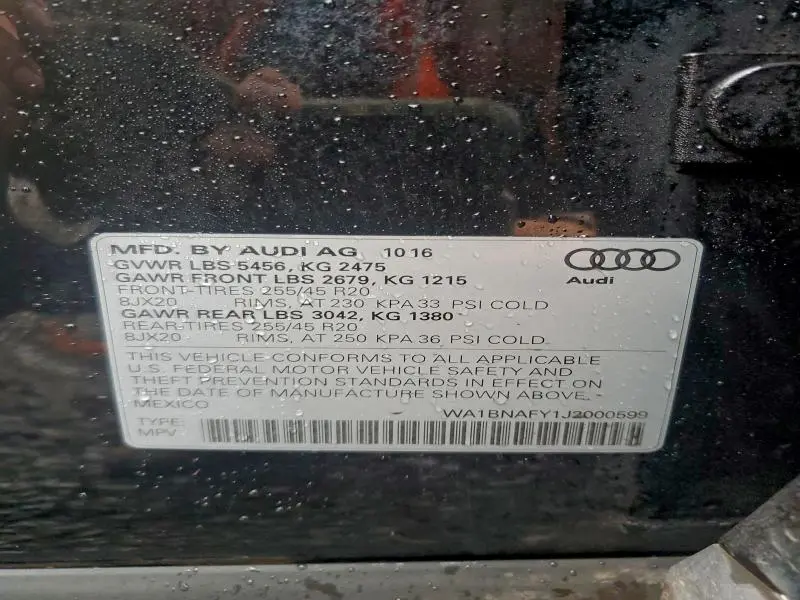 MFD. BY AUDI AG 10 16
GVWR LBS 5456, KG 2475
GAWR FRONT LBS 2679, KG 1215
FRONT-TIRES 255/45 R20
8JX20 RIMS, AT 230 KPA 33 PSI COLD
GAWR REAR LBS 3042, KG 1380
REAR-TIRES 255/45 R20
8JX20 RIMS, AT 250 KPA 36 PSI COLD
Audi
THIS VEHICLE CONFORMS TO ALL APPLICABLE
U.S. FEDERAL MOTOR VEHICLE SAFETY AND
THEFT PREVENTION STANDARDS IN EFFECT ON
THE DATE OF MANUFACTURE SHOWN ABOVE.
MEXICO WA1BNAFY1J2000599
TYPE:
MPV